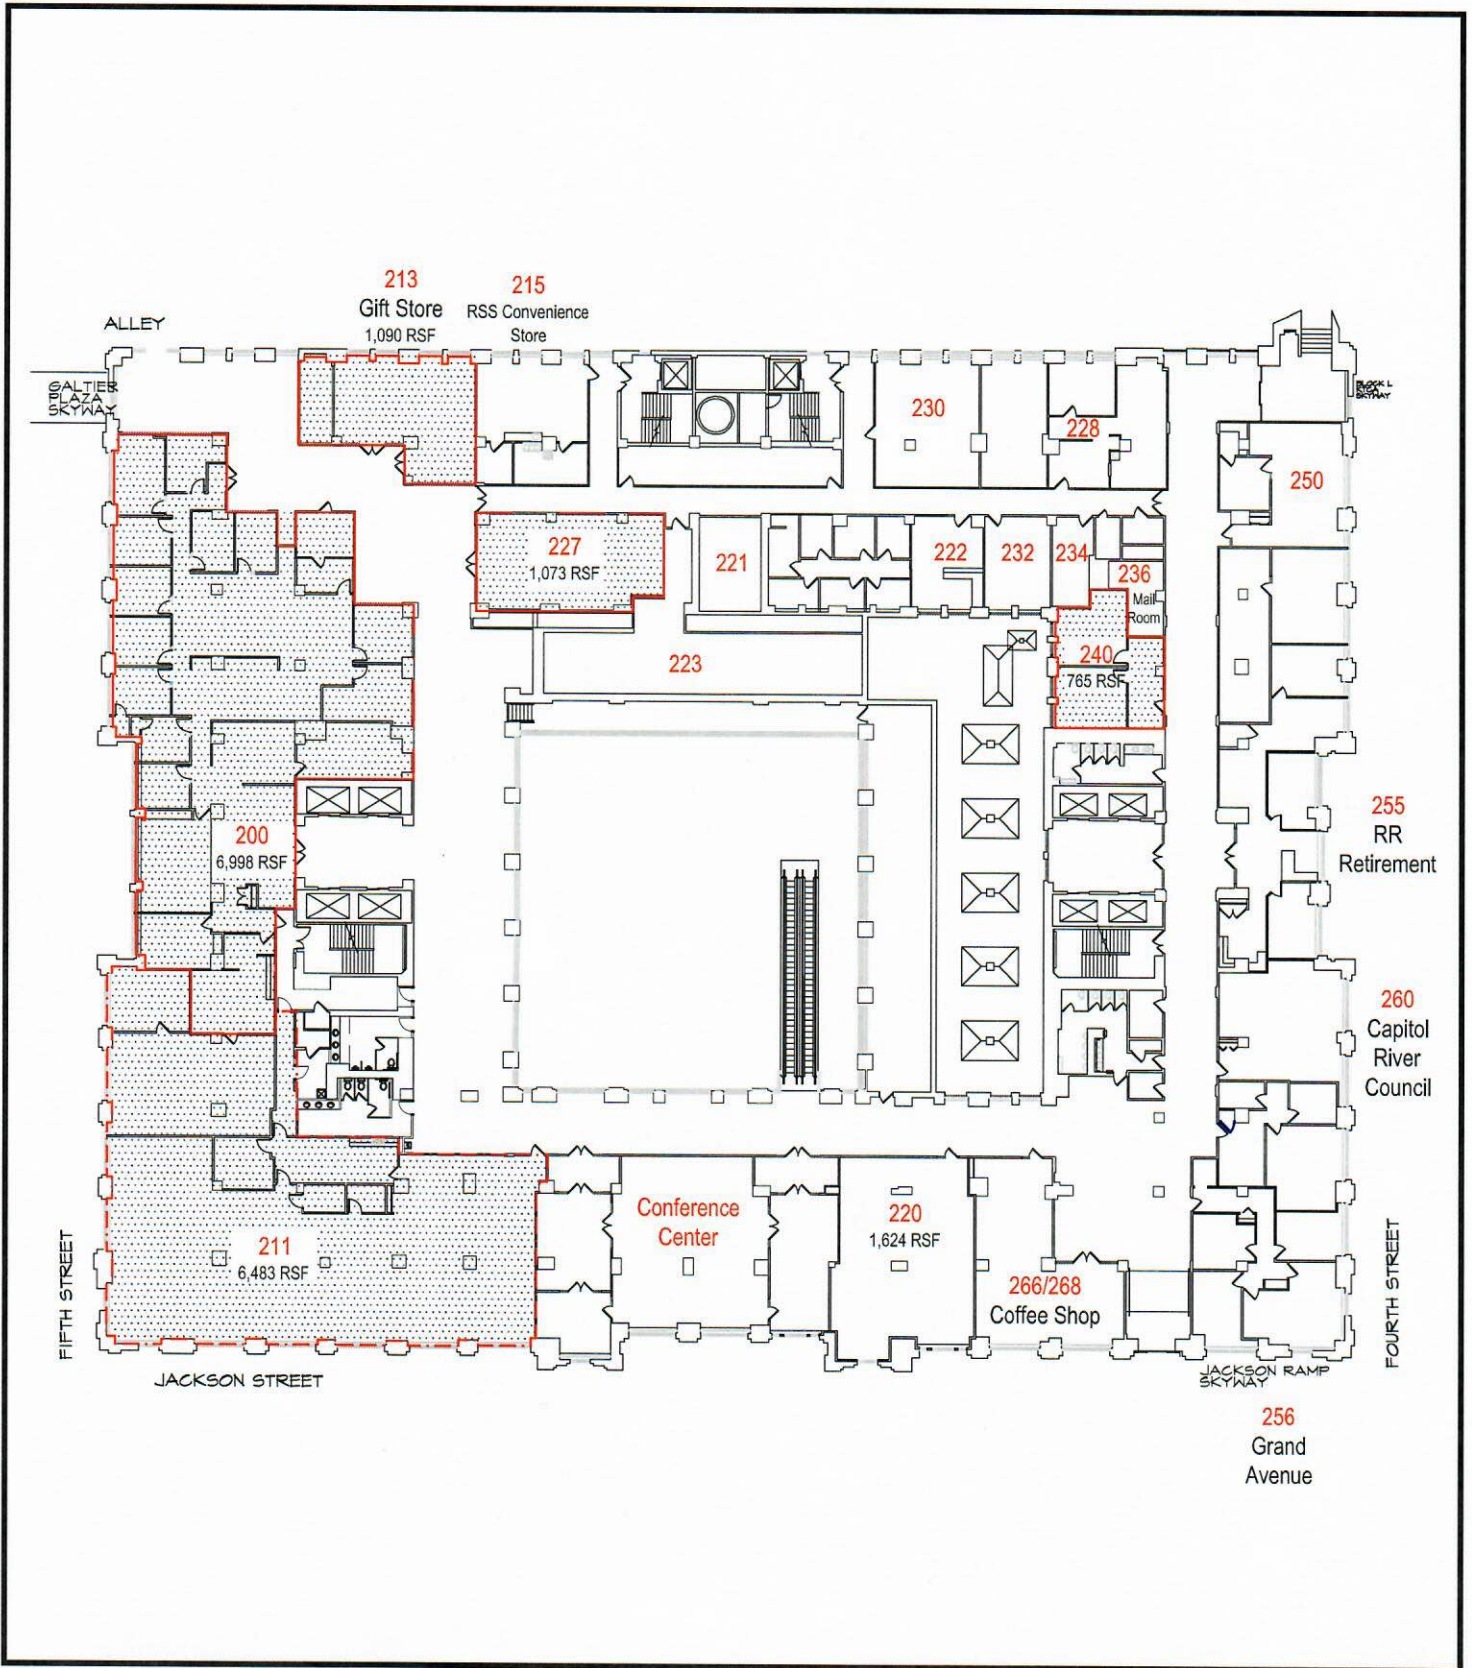 213
Gift Store
1,090 RSF
215
RSS Convenience
Store
ALLEY
GALTIER
PLAZA
SKYWAY
SKYWAY
230
228
250
227
1,073 RSF
221
222
232
234
236
Mail
Room
240
765 RSF
223
200
6,998 RSF
255
RR
Retirement
260
Capitol
River
Council
Conference
Center
220
1,624 RSF
211
6,483 RSF
266/268
Coffee Shop
FIFTH STREET
FOURTH STREET
JACKSON STREET
JACKSON RAMP
SKYWAY
256
Grand
Avenue